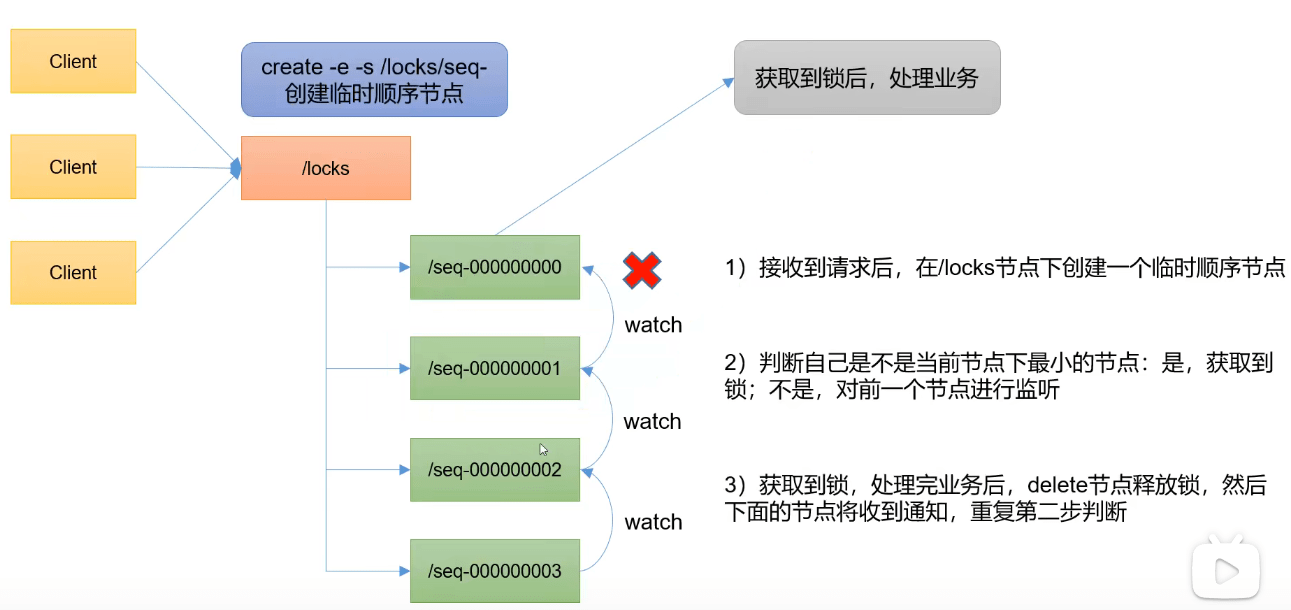 Client
create -e -s /locks/seq-
创建临时顺序节点
获取到锁后，处理业务
Client
/locks
Client
/seq-000000000
1）接收到请求后，在/locks节点下创建一个临时顺序节点
watch
/seq-000000001
2）判断自己是不是当前节点下最小的节点：是，获取到
锁；不是，对前一个节点进行监听
watch
/seq-000000002
3）获取到锁，处理完业务后，delete节点释放锁，然后
下面的节点将收到通知，重复第二步判断
watch
/seq-000000003